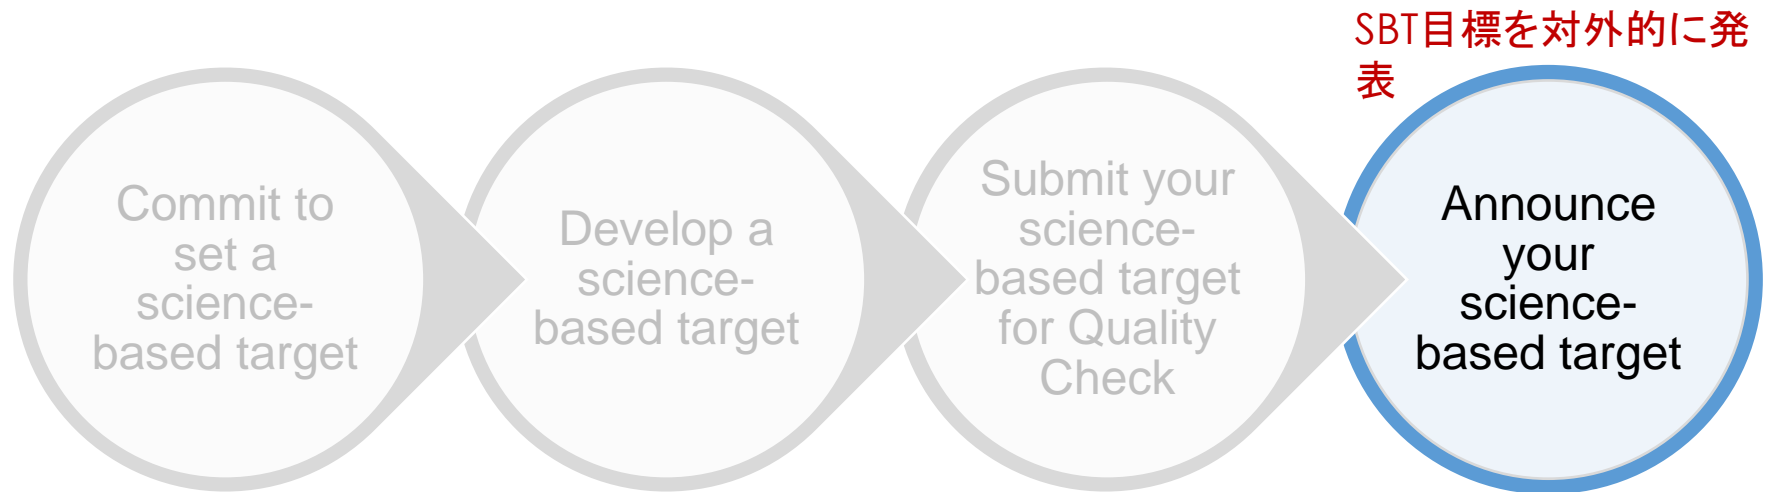 SBT目標を対外的に発
表
Commit to
set a
science-
based target
Develop a
science-
based target
Submit your
science-
based target
for Quality
Check
Announce
your
science-
based target